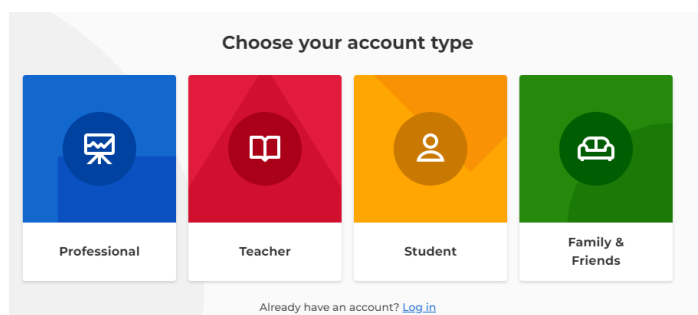 Choose your account type
Professional
Teacher
Student
Family &
Friends
Already have an account? Log in